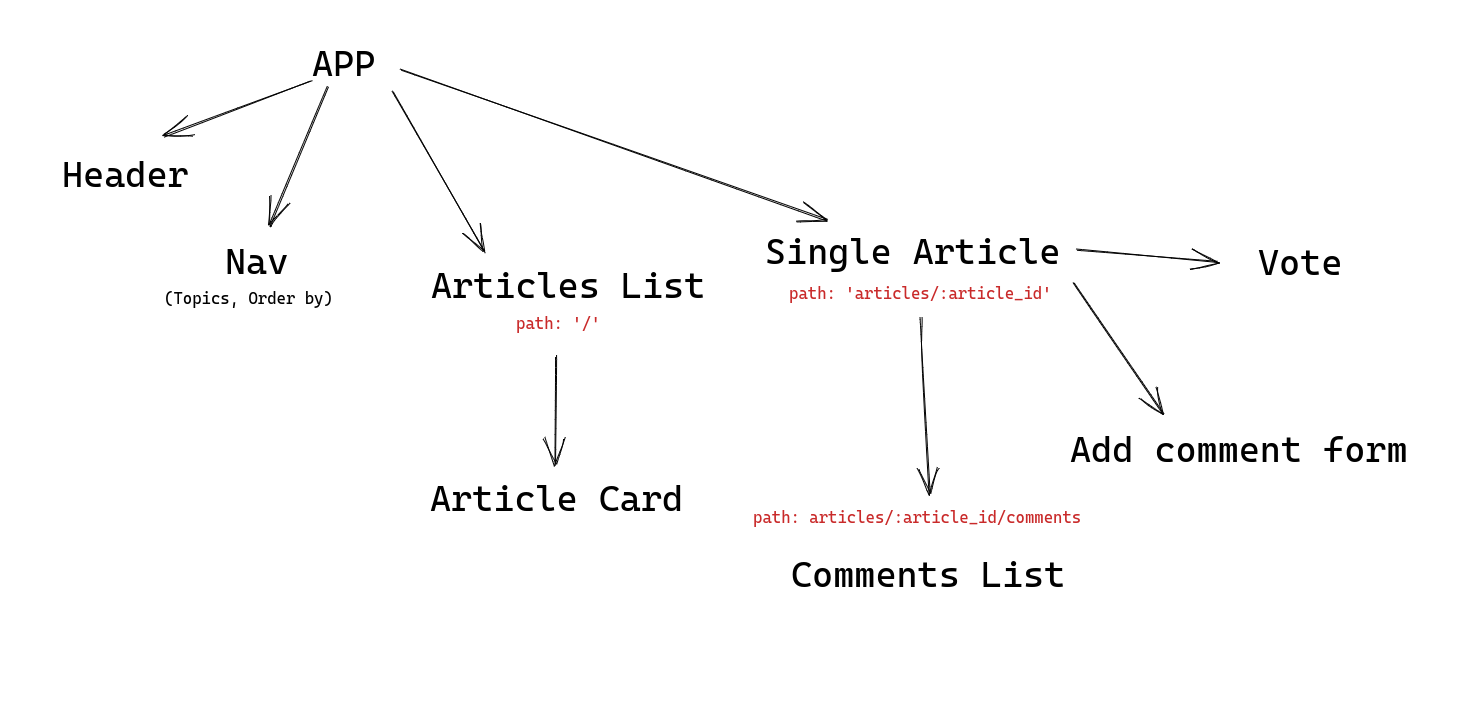 APP
Header
Nav
(Topics, Order by)
Articles List
path: '/'
Article Card
Single Article
path: 'articles/:article_id'
Vote
Add comment form
path: articles/:article_id/comments
Comments List